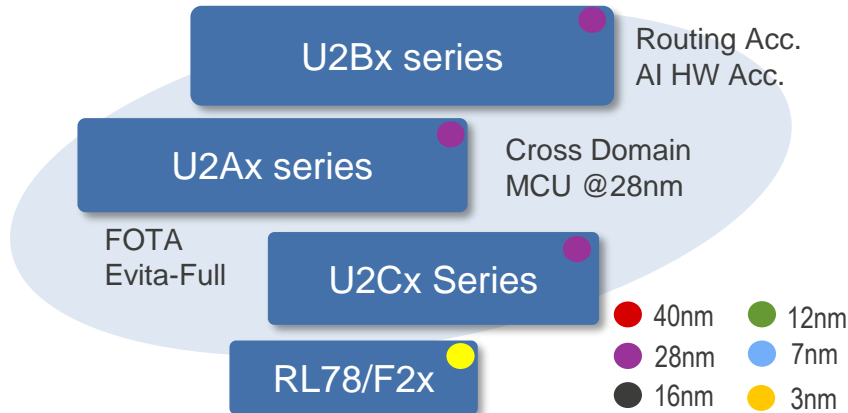 U2Bx series
Routing Acc.
AI HW Acc.
U2Ax series
Cross Domain
MCU @28nm
FOTA
Evita-Full
U2Cx Series
RL78/F2x
40nm
12nm
28nm
7nm
16nm
3nm